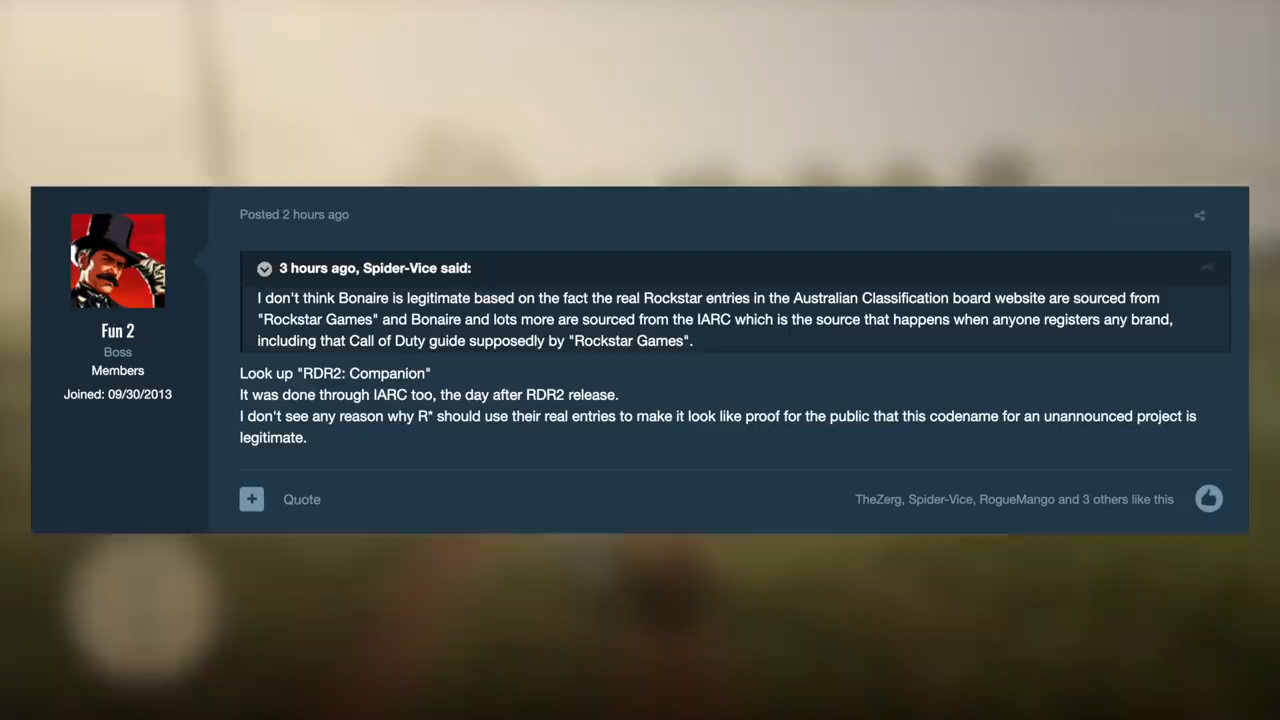 Posted 2 hours ago
3 hours ago, Spider-Vice said:
I don't think Bonaire is legitimate based on the fact the real Rockstar entries in the Australian Classification board website are sourced from
"Rockstar Games" and Bonaire and lots more are sourced from the IARC which is the source that happens when anyone registers any brand,
including that Call of Duty guide supposedly by "Rockstar Games".
Fun 2
Boss
Members
Joined: 09/30/2013
Look up "RDR2: Companion"
It was done through IARC too, the day after RDR2 release.
I don't see any reason why R* should use their real entries to make it look like proof for the public that this codename for an unannounced project is
legitimate.
+ Quote
TheZerg, Spider-Vice, RogueMango and 3 others like this